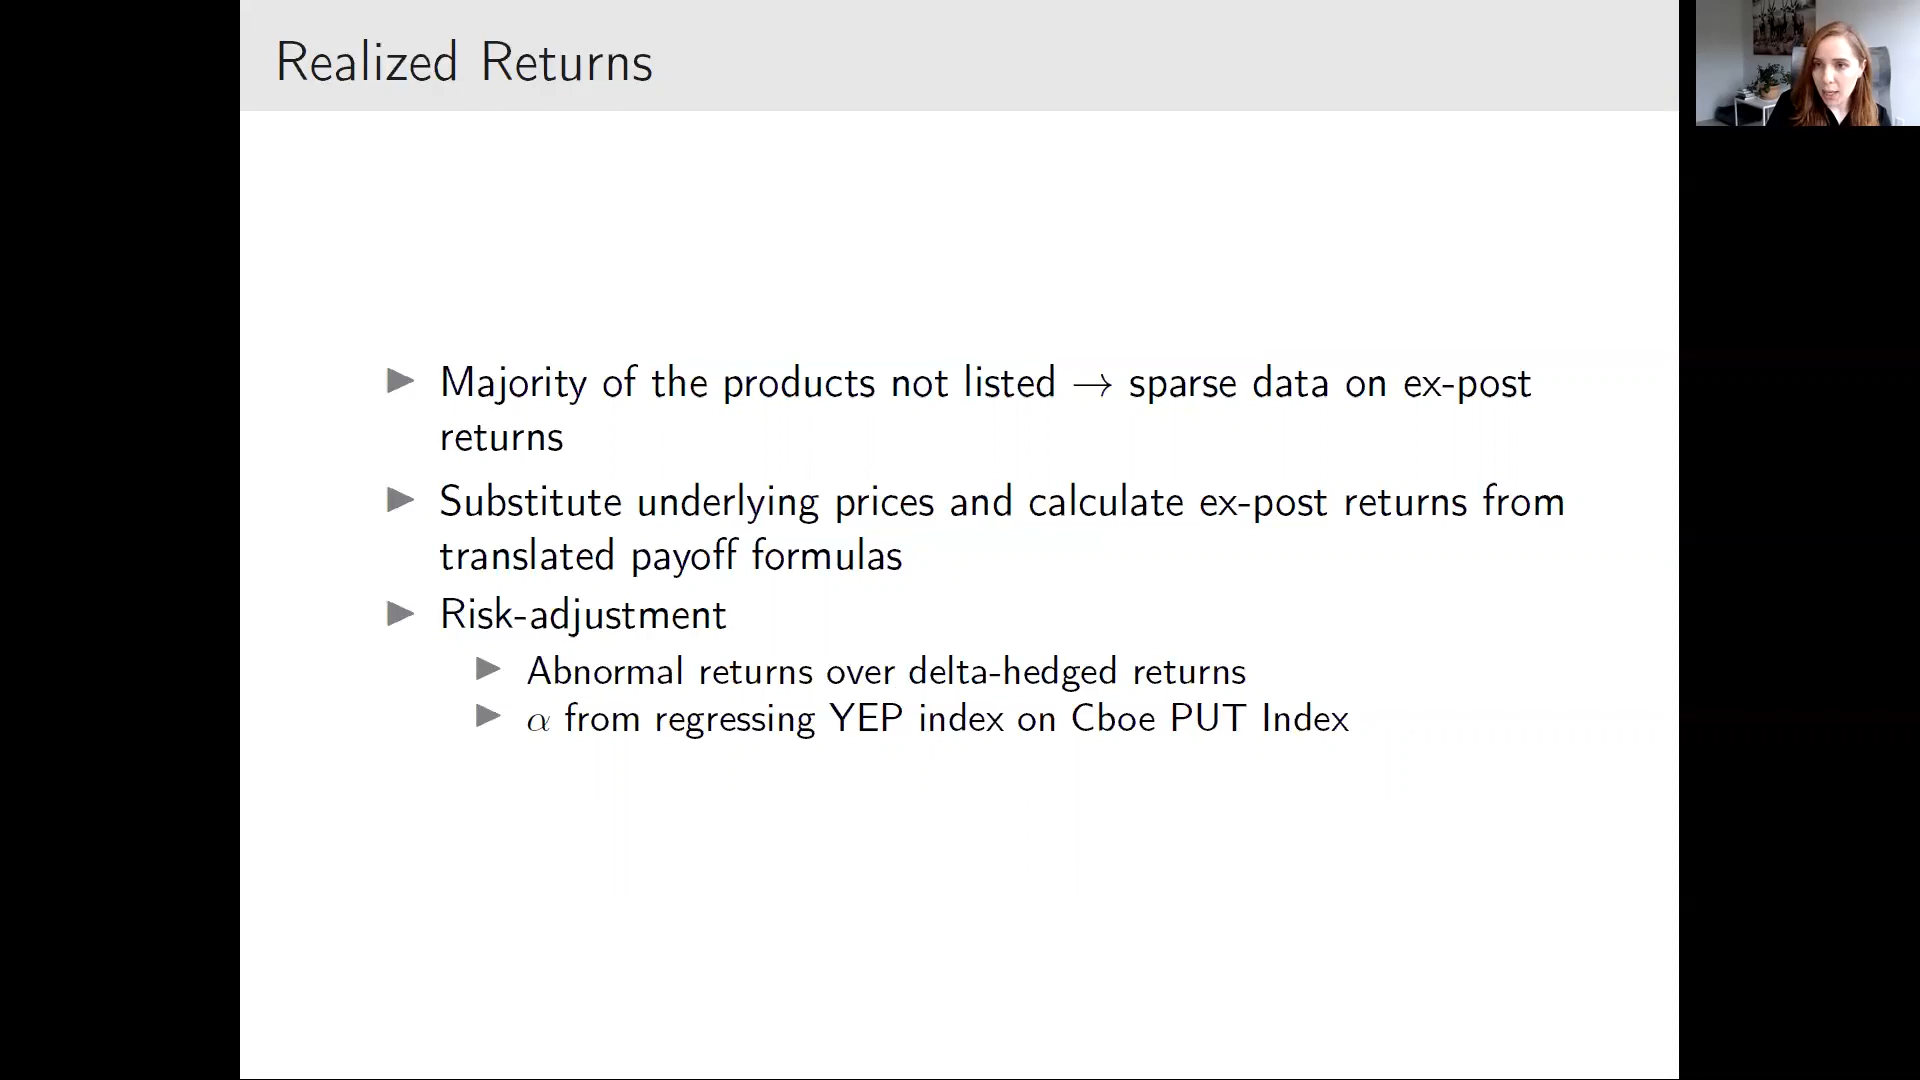 Realized Returns
Majority of the products not listed → sparse data on ex-post
returns
Substitute underlying prices and calculate ex-post returns from
translated payoff formulas
Risk-adjustment
Abnormal returns over delta-hedged returns
α from regressing YEP index on Cboe PUT Index